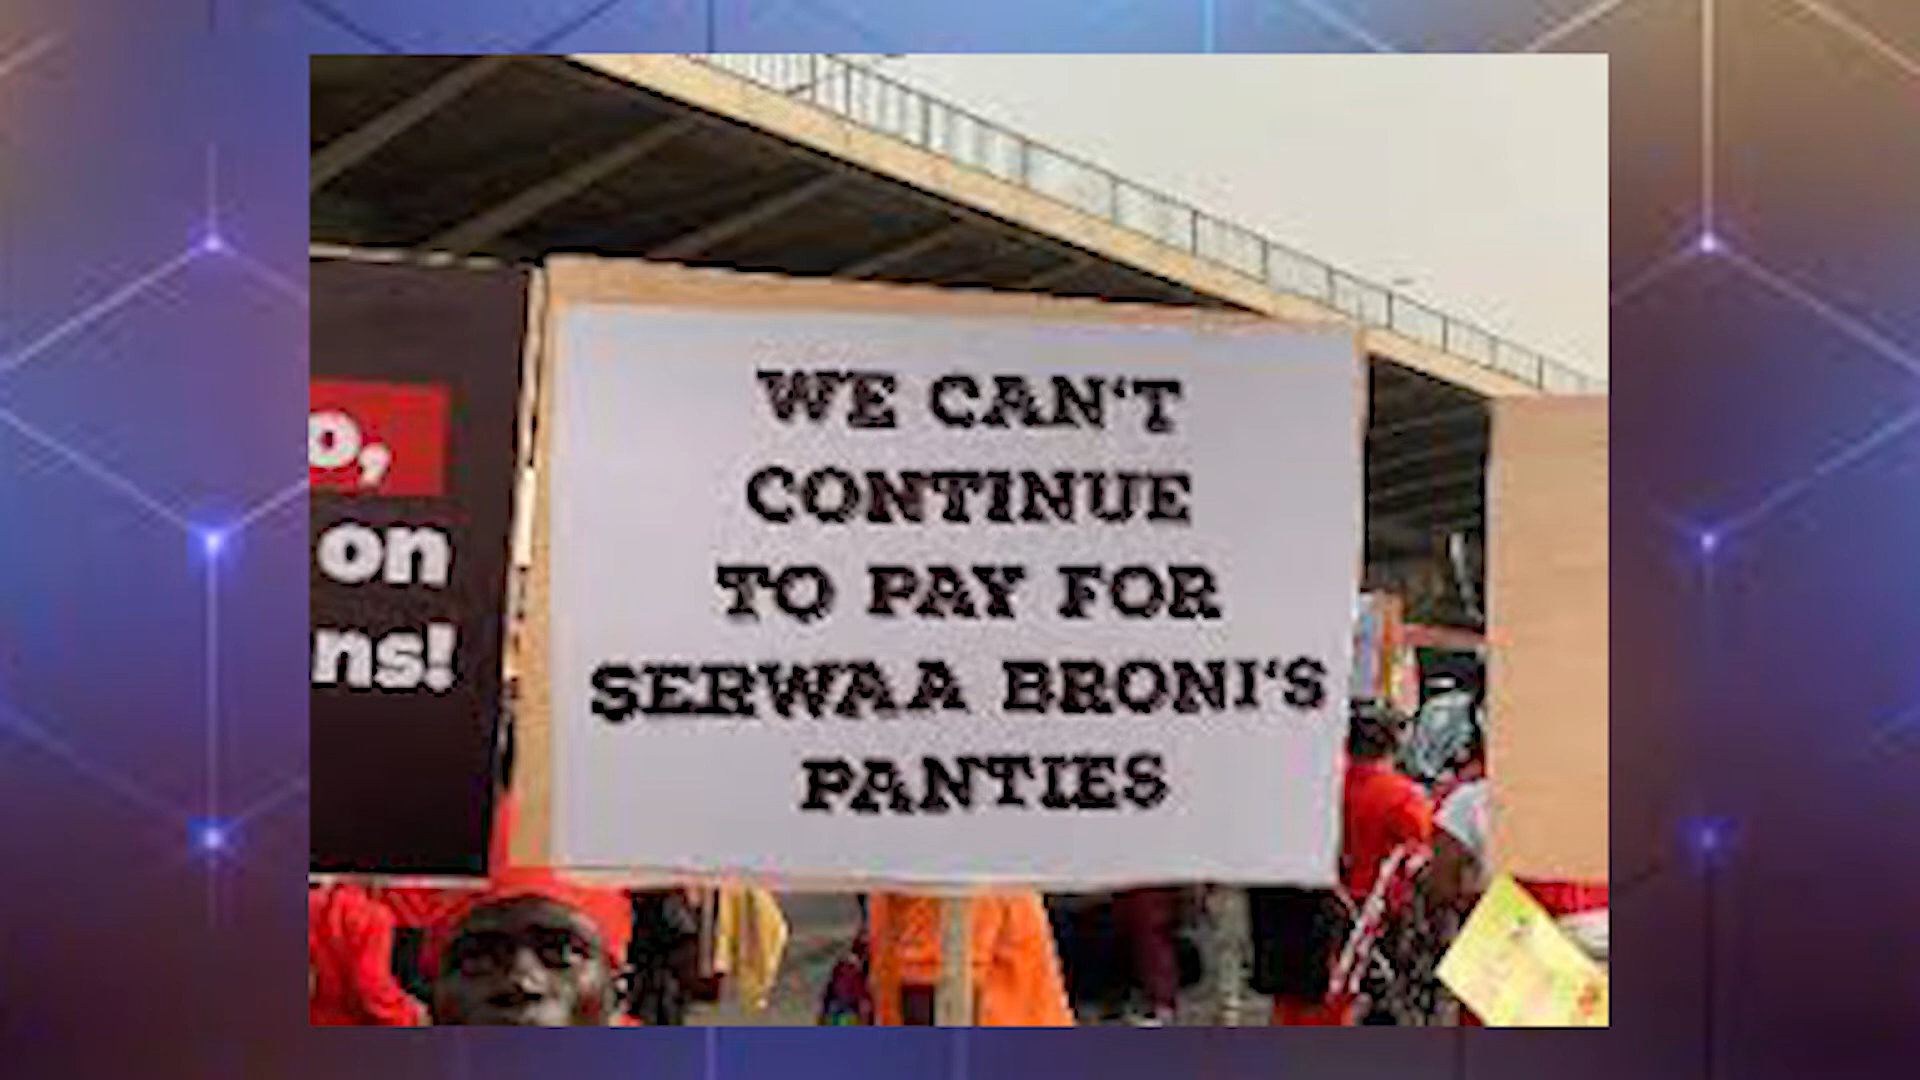 o,
on
ns!
WE CAN'T
CONTINUE
TO PAY FOR
SERWAA BRONI'S
PANTIES